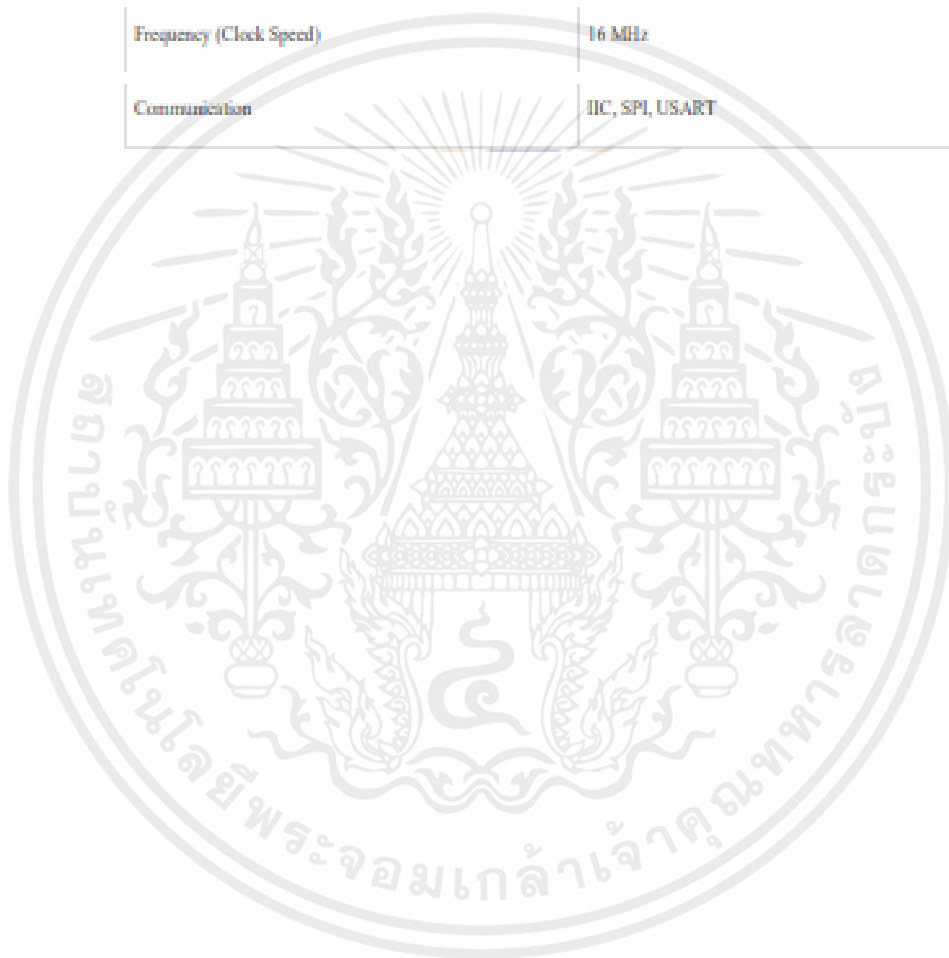 Frequency (Clock Speed) 16 MHz
Communication IIC, SPI, USART
สถาบันเทคโนโลยีพระจอมเกล้าเจ้าคุณทหารลาดกระบัง
๔